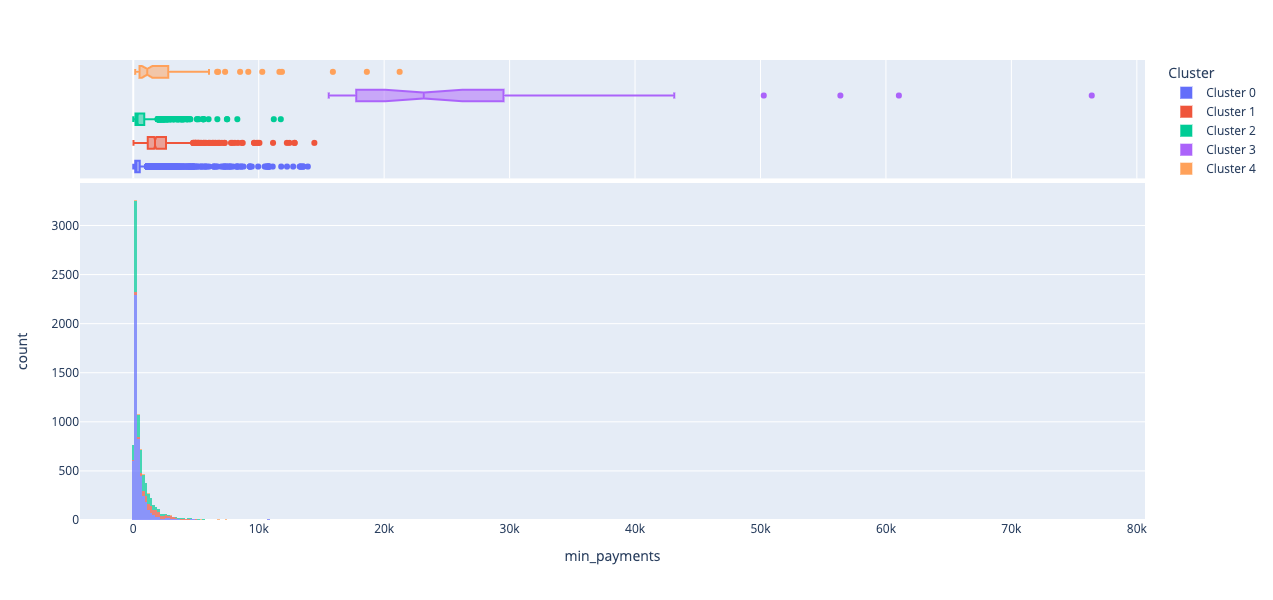 Cluster
Cluster 0
Cluster 1
Cluster 2
Cluster 3
Cluster 4
3000
2500
2000
1500
1000
500
0
count
0 10k 20k 30k 40k 50k 60k 70k 80k
min_payments